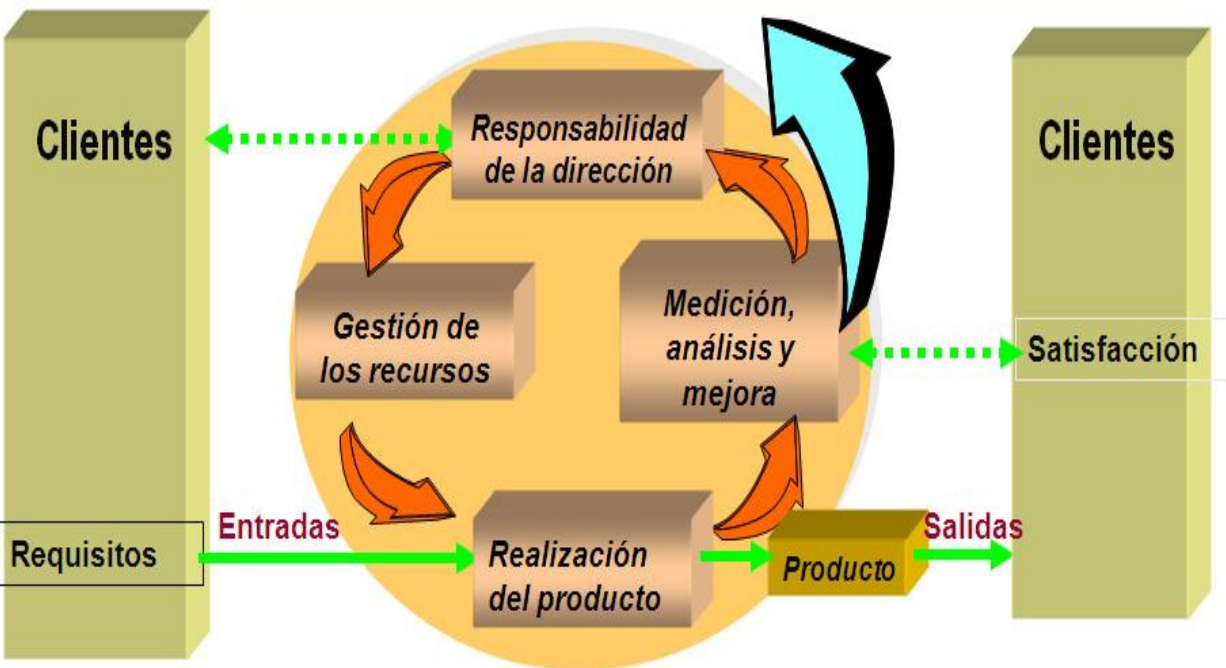 Clientes
Responsabilidad
de la dirección
Clientes
Gestión de
los recursos
Medición,
análisis y
mejora
Satisfacción
Entradas
Requisitos
Realización
del producto
Producto
Salidas